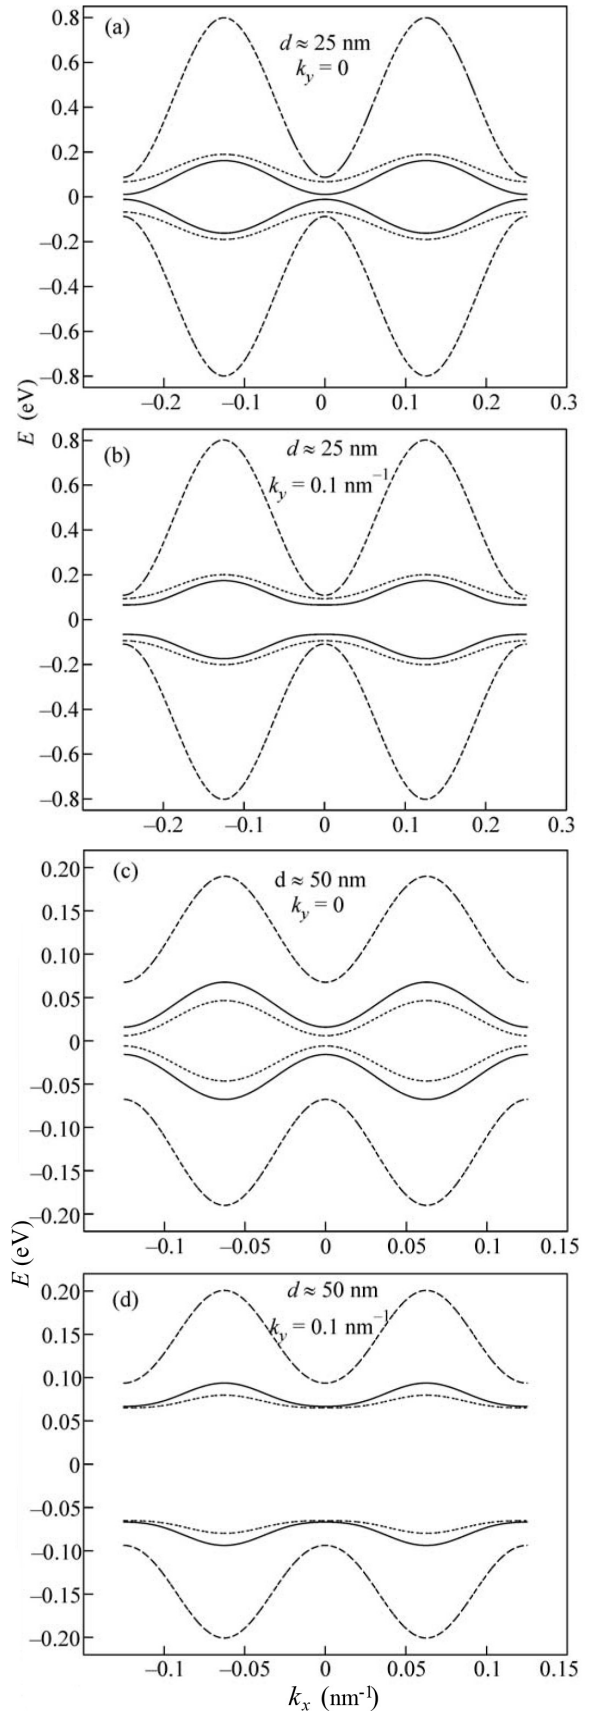 (a)
d ≈ 25 nm
k_y = 0
0.8
0.6
0.4
0.2
0
–0.2
–0.4
–0.6
–0.8
–0.2 –0.1 0 0.1 0.2 0.3
E (eV)
(b)
d ≈ 25 nm
k_y = 0.1 nm⁻¹
0.8
0.6
0.4
0.2
0
–0.2
–0.4
–0.6
–0.8
–0.2 –0.1 0 0.1 0.2 0.3
(c)
d ≈ 50 nm
k_y = 0
0.20
0.15
0.10
0.05
0
–0.05
–0.10
–0.15
–0.20
–0.1 –0.05 0 0.05 0.1 0.15
E (eV)
(d)
d ≈ 50 nm
k_y = 0.1 nm⁻¹
0.20
0.15
0.10
0.05
0
–0.05
–0.10
–0.15
–0.20
–0.1 –0.05 0 0.05 0.1 0.15
k_x (nm⁻¹)